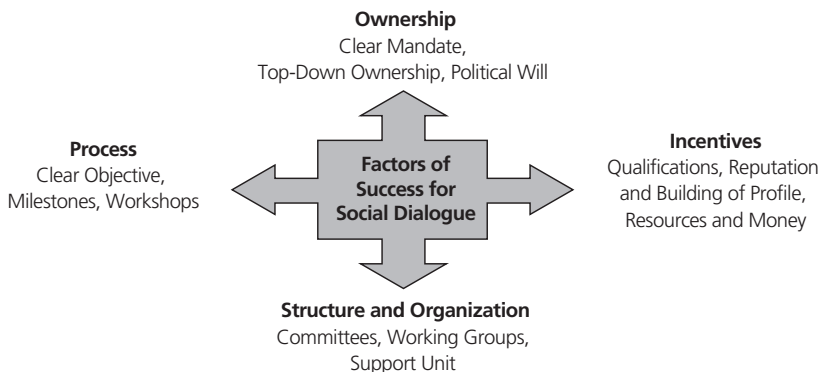 Ownership
Clear Mandate,
Top-Down Ownership, Political Will
Process
Clear Objective,
Milestones, Workshops
Factors of
Success for
Social Dialogue
Incentives
Qualifications, Reputation
and Building of Profile,
Resources and Money
Structure and Organization
Committees, Working Groups,
Support Unit